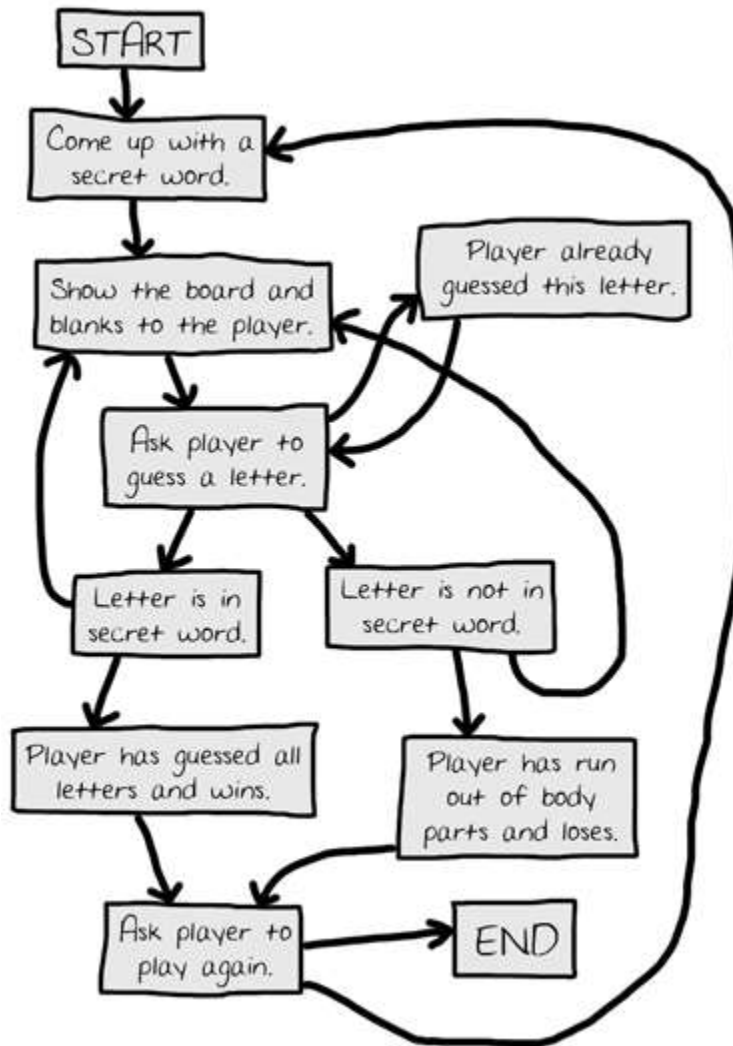 START
Come up with a
secret word.
Player already
guessed this letter.
Show the board and
blanks to the player.
Ask player to
guess a letter.
Letter is in
secret word.
Letter is not in
secret word.
Player has guessed all
letters and wins.
Player has run
out of body
parts and loses.
Ask player to
play again.
END